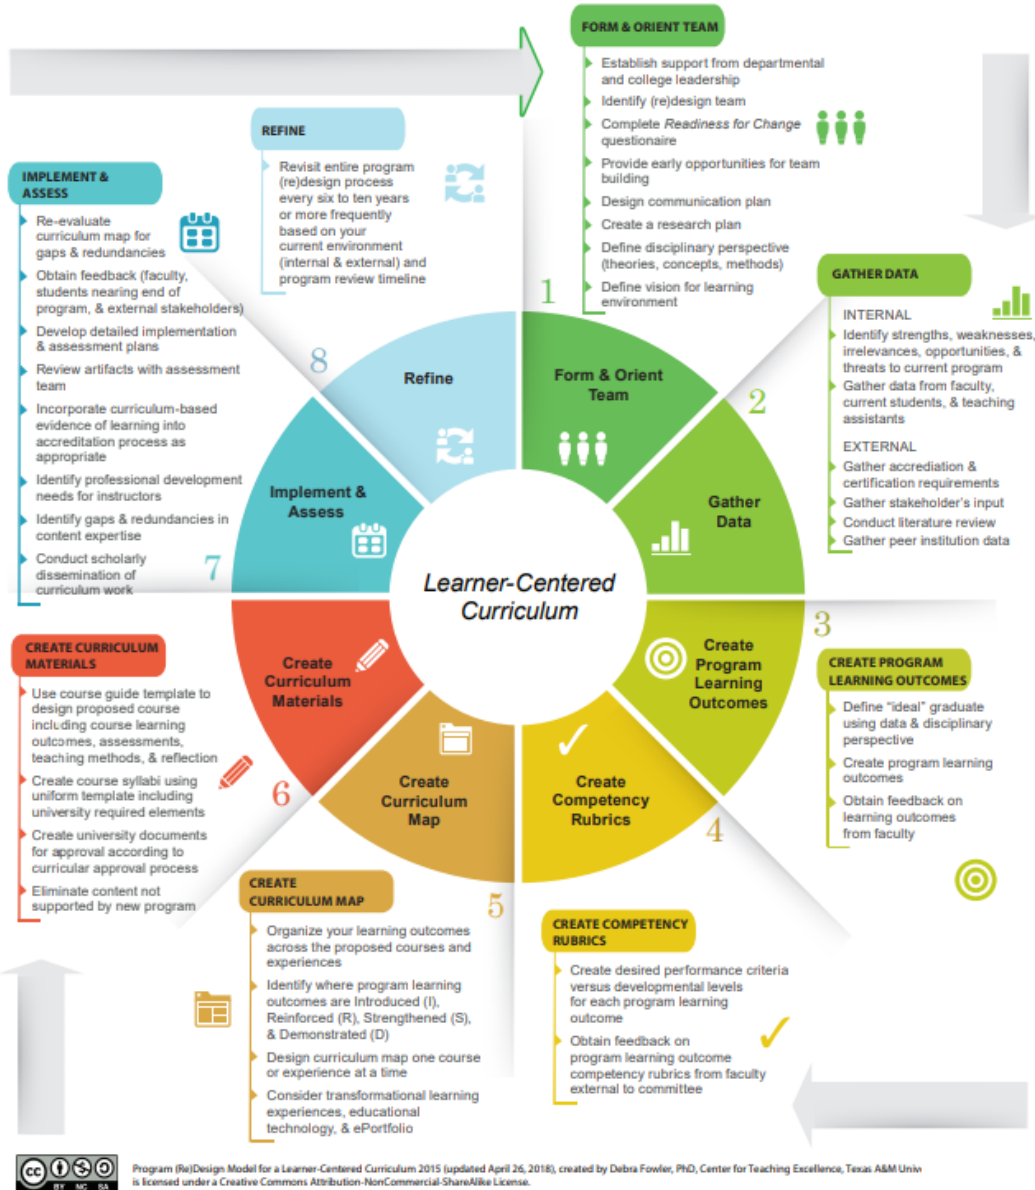 FORM & ORIENT TEAM
Establish support from departmental
and college leadership
Identify (re)design team
Complete Readiness for Change
questionaire
Provide early opportunities for team
building
Design communication plan
Create a research plan
Define disciplinary perspective
(theories, concepts, methods)
Define vision for learning
environment
REFINE
Revisit entire program
(re)design process
every six to ten years
or more frequently
based on your
current environment
(internal & external) and
program review timeline
IMPLEMENT &
ASSESS
Re-evaluate
curriculum map for
gaps & redundancies
Obtain feedback (faculty,
students nearing end of
program, & external stakeholders)
Develop detailed implementation
& assessment plans
Review artifacts with assessment
team
Incorporate curriculum-based
evidence of learning into
accreditation process as
appropriate
Identify professional development
needs for instructors
Identify gaps & redundancies in
content expertise
Conduct scholarly
dissemination of
curriculum work
GATHER DATA
INTERNAL
Identify strengths, weaknesses,
irrelevances, opportunities, &
threats to current program
Gather data from faculty,
current students, & teaching
assistants
EXTERNAL
Gather accrediation &
certification requirements
Gather stakeholder's input
Conduct literature review
Gather peer institution data
1
2
3
4
5
6
7
8
Refine
Form & Orient
Team
Implement &
Assess
Gather
Data
Learner-Centered
Curriculum
Create
Curriculum
Materials
Create
Program
Learning
Outcomes
Create
Curriculum
Map
Create
Competency
Rubrics
CREATE CURRICULUM
MATERIALS
Use course guide template to
design proposed course
including course learning
outcomes, assessments,
teaching methods, & reflection
Create course syllabi using
uniform template including
university required elements
Create university documents
for approval according to
curricular approval process
Eliminate content not
supported by new program
CREATE PROGRAM
LEARNING OUTCOMES
Define "ideal" graduate
using data & disciplinary
perspective
Create program learning
outcomes
Obtain feedback on
learning outcomes
from faculty
CREATE
CURRICULUM MAP
Organize your learning outcomes
across the proposed courses and
experiences
Identify where program learning
outcomes are Introduced (I),
Reinforced (R), Strengthened (S),
& Demonstrated (D)
Design curriculum map one course
or experience at a time
Consider transformational learning
experiences, educational
technology, & ePortfolio
CREATE COMPETENCY
RUBRICS
Create desired performance criteria
versus developmental levels
for each program learning
outcome
Obtain feedback on
program learning outcome
competency rubrics from faculty
external to committee
cc
BY NC SA
Program (Re)Design Model for a Learner-Centered Curriculum 2015 (updated April 26, 2018), created by Debra Fowler, PhD, Center for Teaching Excellence, Texas A&M Univ
is licensed under a Creative Commons Attribution-NonCommercial-ShareAlike License.